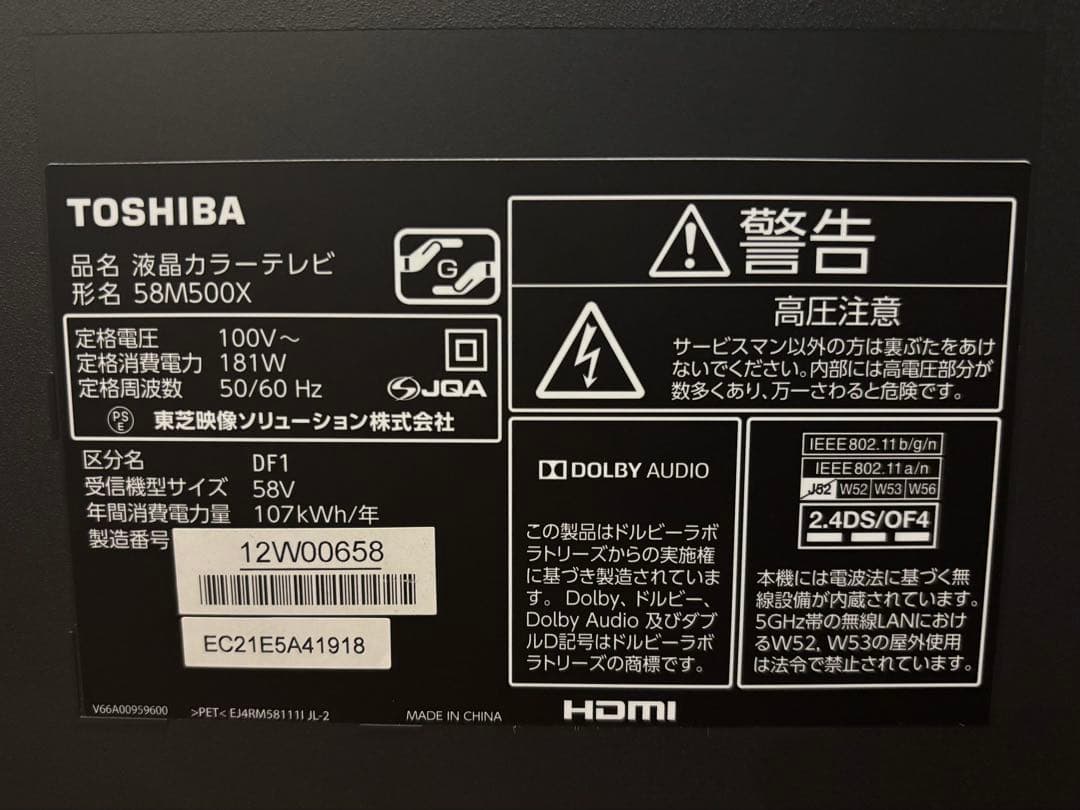 TOSHIBA
品名 液晶カラーテレビ
形名 58M500X
G
定格電圧 100V～
定格消費電力 181W
定格周波数 50/60 Hz
JQA
PSE 東芝映像ソリューション株式会社
区分名 DF1
受信機型サイズ 58V
年間消費電力量 107kWh/年
製造番号
12W00658
EC21E5A41918
V66A00959600 >PET< EJ4RM58111I JL-2 MADE IN CHINA
警告
高圧注意
サービスマン以外の方は裏ぶたをあけ
ないでください。内部には高電圧部分が
数多くあり、万一さわると危険です。
DOLBY AUDIO
この製品はドルビーラボ
ラトリーズからの実施権
に基づき製造されていま
す。Dolby、ドルビー、
Dolby Audio 及びダブ
ルD記号はドルビーラボ
ラトリーズの商標です。
IEEE802.11b/g/n
IEEE802.11a/n
J52 W52 W53 W56
2.4DS/OF4
本機には電波法に基づく無
線設備が内蔵されています。
5GHz帯の無線LANにおけ
るW52, W53の屋外使用
は法令で禁止されています。
HDMI